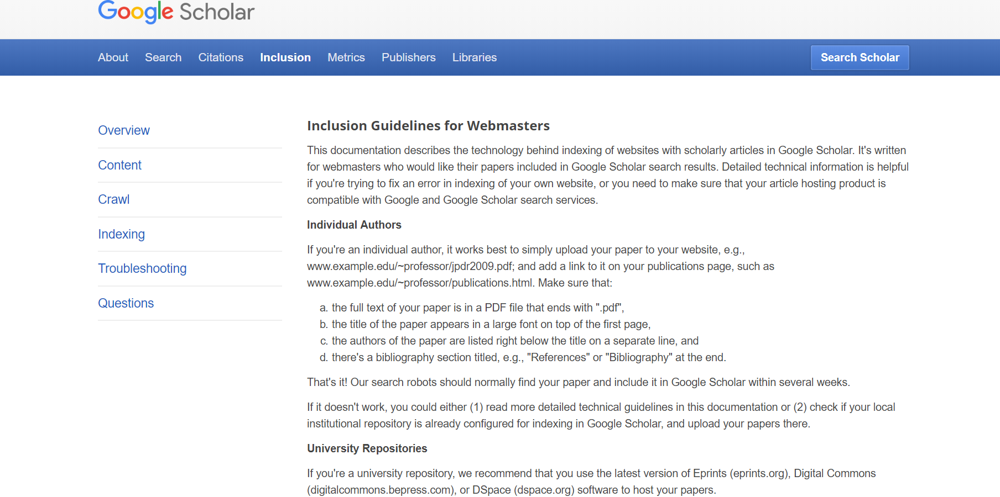 Google Scholar
About Search Citations Inclusion Metrics Publishers Libraries Search Scholar
Overview
Content
Crawl
Indexing
Troubleshooting
Questions
Inclusion Guidelines for Webmasters
This documentation describes the technology behind indexing of websites with scholarly articles in Google Scholar. It's written
for webmasters who would like their papers included in Google Scholar search results. Detailed technical information is helpful
if you're trying to fix an error in indexing of your own website, or you need to make sure that your article hosting product is
compatible with Google and Google Scholar search services.
Individual Authors
If you're an individual author, it works best to simply upload your paper to your website, e.g.,
www.example.edu/~professor/jpdr2009.pdf; and add a link to it on your publications page, such as
www.example.edu/~professor/publications.html. Make sure that:
a. the full text of your paper is in a PDF file that ends with ".pdf",
b. the title of the paper appears in a large font on top of the first page,
c. the authors of the paper are listed right below the title on a separate line, and
d. there's a bibliography section titled, e.g., "References" or "Bibliography" at the end.
That's it! Our search robots should normally find your paper and include it in Google Scholar within several weeks.
If it doesn't work, you could either (1) read more detailed technical guidelines in this documentation or (2) check if your local
institutional repository is already configured for indexing in Google Scholar, and upload your papers there.
University Repositories
If you're a university repository, we recommend that you use the latest version of Eprints (eprints.org), Digital Commons
(digitalcommons.bepress.com), or DSpace (dspace.org) software to host your papers.